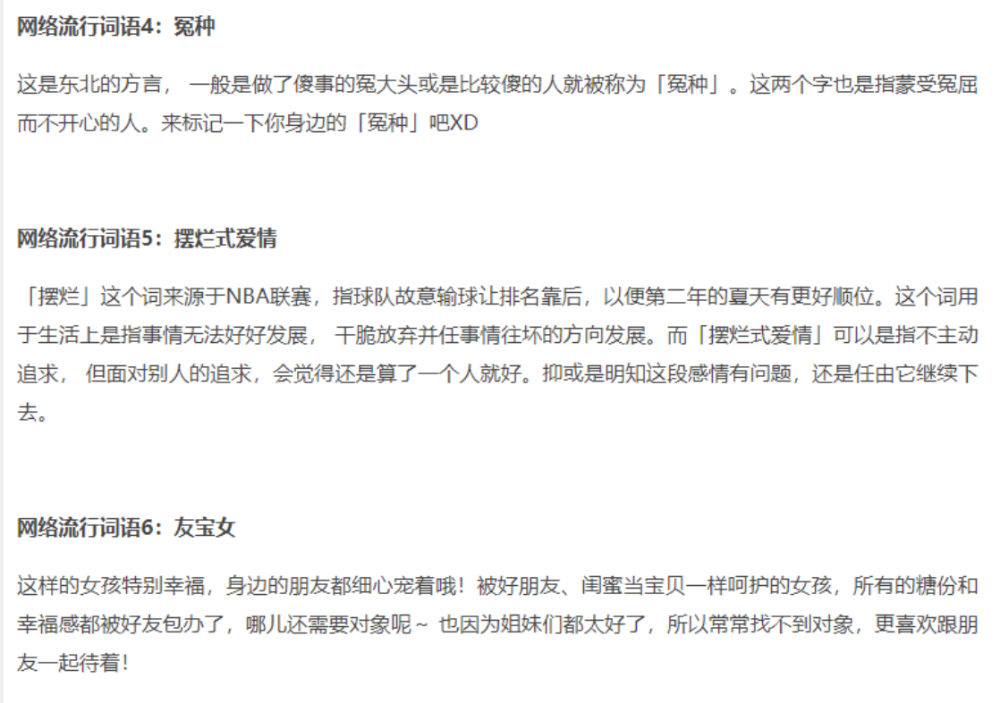 网络流行词语4：冤种
这是东北的方言， 一般是做了傻事的冤大头或是比较傻的人就被称为「冤种」。这两个字也是指蒙受冤屈
而不开心的人。来标记一下你身边的「冤种」吧XD
网络流行词语5：摆烂式爱情
「摆烂」这个词来源于NBA联赛，指球队故意输球让排名靠后，以便第二年的夏天有更好顺位。这个词用
于生活上是指事情无法好好发展， 干脆放弃并任事情往坏的方向发展。而「摆烂式爱情」可以是指不主动
追求， 但面对别人的追求，会觉得还是算了一个人就好。抑或是明知这段感情有问题，还是任由它继续下
去。
网络流行词语6：友宝女
这样的女孩特别幸福，身边的朋友都细心宠着哦！被好朋友、闺蜜当宝贝一样呵护的女孩，所有的糖份和
幸福感都被好友包办了，哪儿还需要对象呢～ 也因为姐妹们都太好了，所以常常找不到对象，更喜欢跟朋
友一起待着！